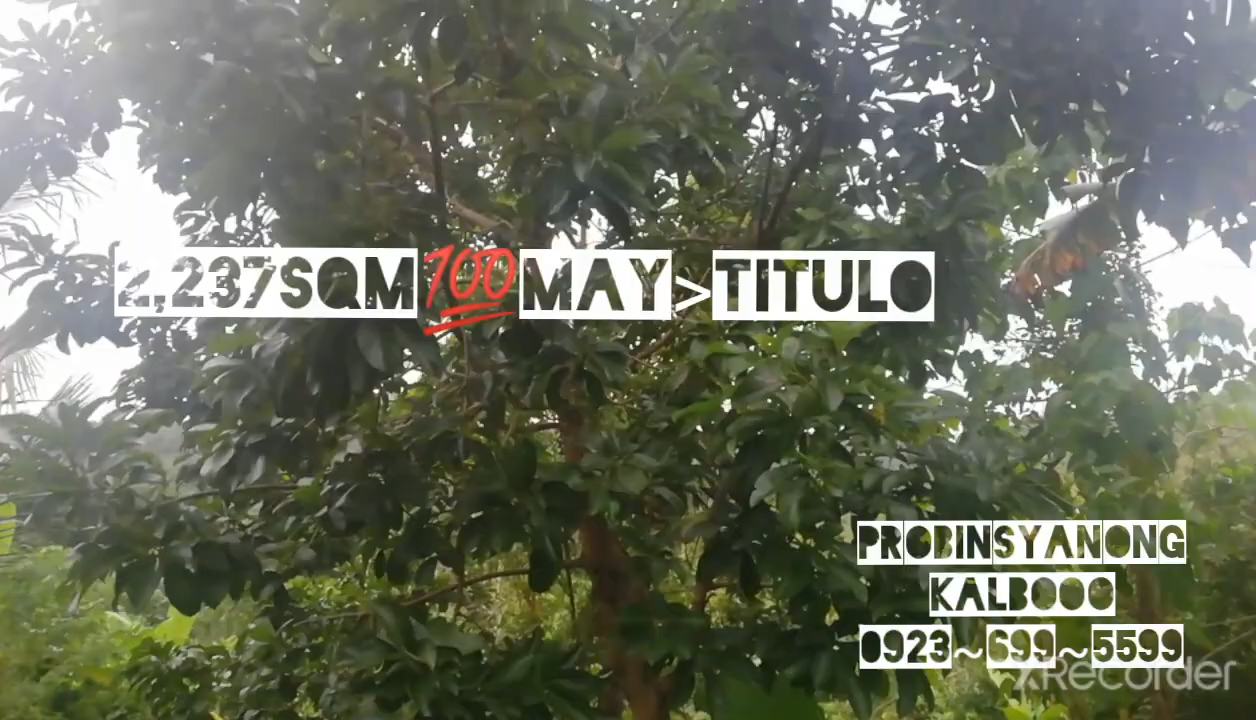 2,237SQM💯MAY>TITULO
PROBINSYANONG
KALBOOO
0923~699~5599
XRecorder